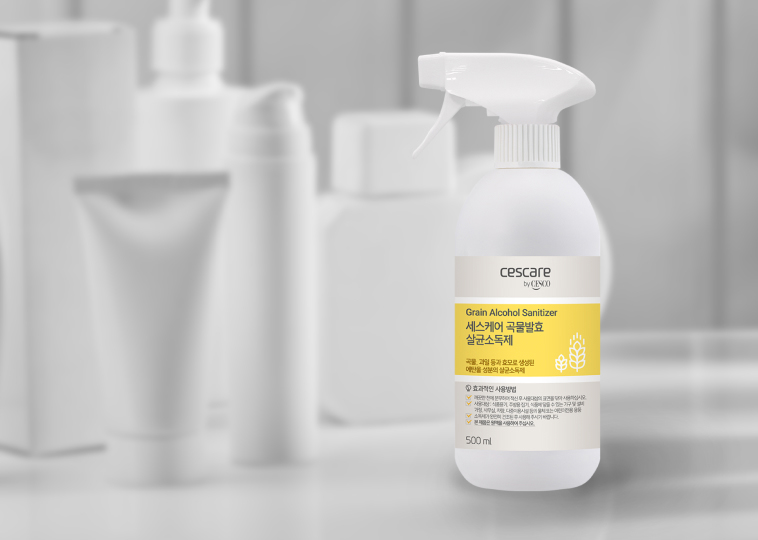 cescare
by CESCO
Grain Alcohol Sanitizer
세스케어 곡물발효
살균소독제
곡물, 과일 등과 효모로 생성된
에탄올 성분의 살균소독제
효과적인 사용방법
본 제품은 원액을 사용하여 주십시오.
500 ml